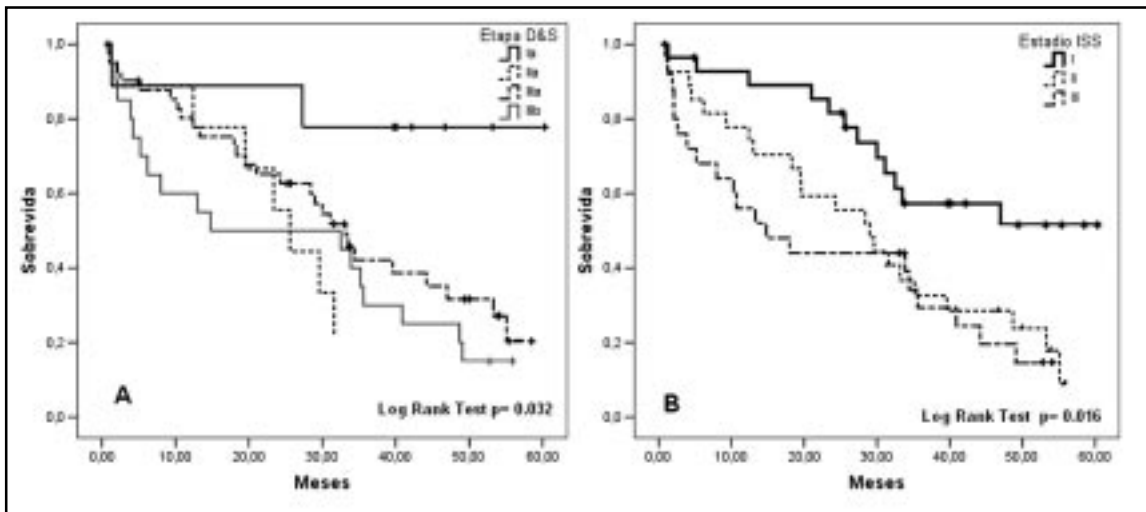 Etapa D&S
Ia
IIa
IIIa
IIIb
1,0
0,8
0,6
0,4
0,2
0,0
Sobrevida
A
Log Rank Test p= 0.032
0,00
10,00
20,00
30,00
40,00
50,00
60,00
Meses
Estadio ISS
I
II
III
1,0
0,8
0,6
0,4
0,2
0,0
Sobrevida
B
Log Rank Test p= 0.016
0,00
10,00
20,00
30,00
40,00
50,00
60,00
Meses